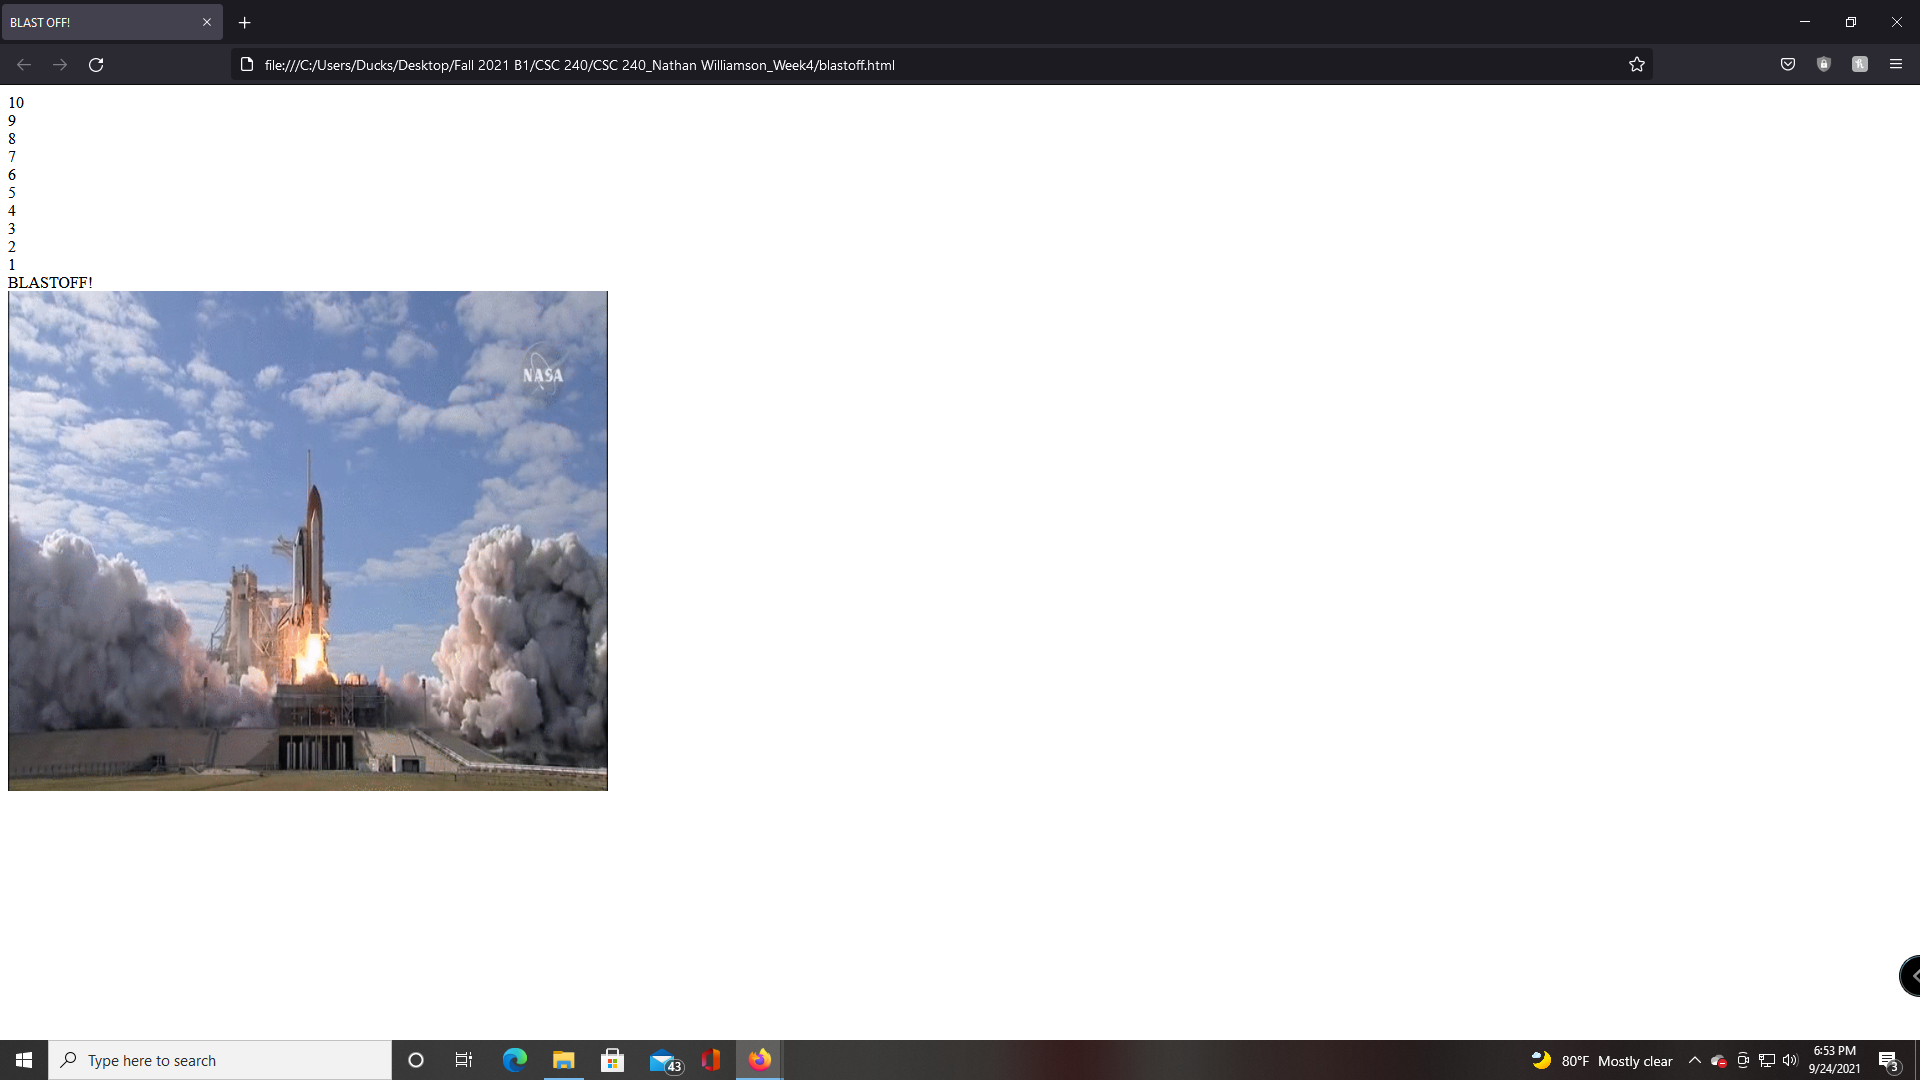 BLAST OFF!
file:///C:/Users/Ducks/Desktop/Fall 2021 B1/CSC 240/CSC 240_Nathan Williamson_Week4/blastoff.html
10
9
8
7
6
5
4
3
2
1
BLASTOFF!
NASA
Type here to search
43
80°F Mostly clear
6:53 PM
9/24/2021
3